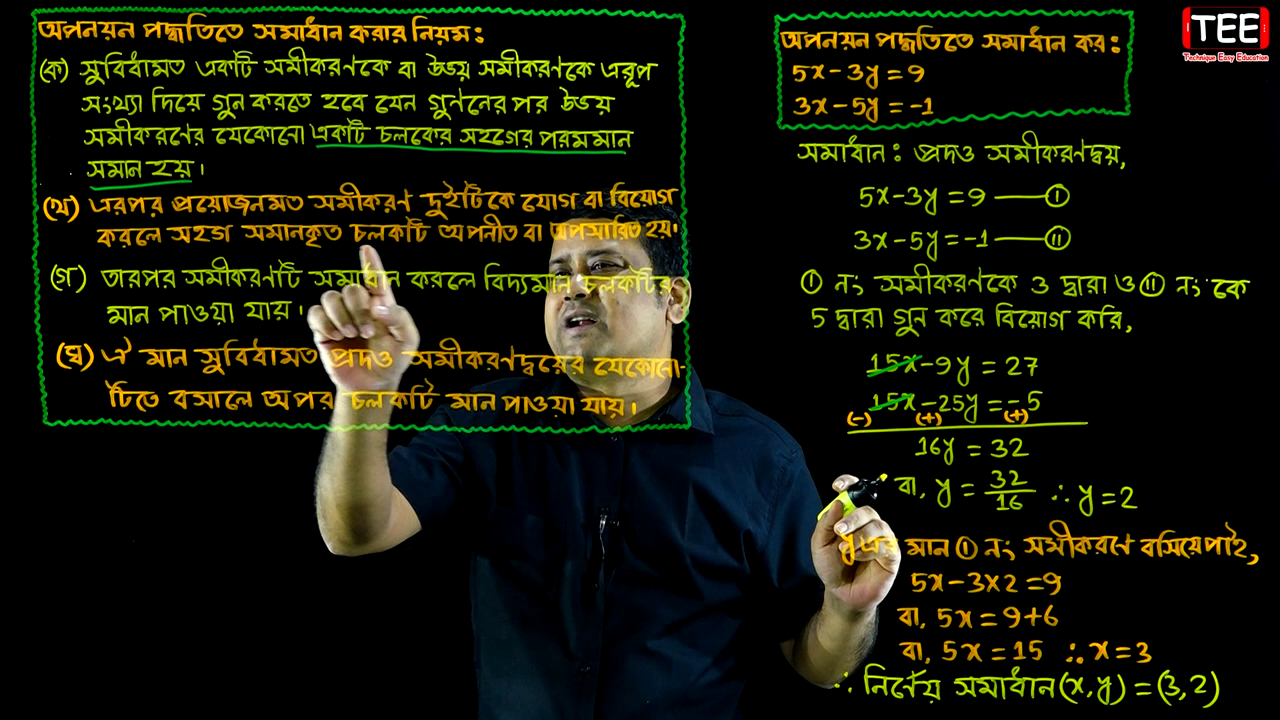 অপনয়ন পদ্ধতিতে সমাধান করার নিয়ম:
(ক) সুবিধামত একটি সমীকরণকে বা উভয় সমীকরণকে এরূপ
সংখ্যা দিয়ে গুন করতে হবে যেন গুণনের পর উভয়
সমীকরণের যেকোনো একটি চলকের সহগের পরমমান
সমান হয়।
(খ) এরপর প্রয়োজনমত সমীকরণ দুইটিকে যোগ বা বিয়োগ
করলে সহগ সমানকৃত চলকটি অপনীত বা অপসারিত হয়।
(গ) তারপর সমীকরণটি সমাধান করলে বিদ্যমান চলকটির
মান পাওয়া যায়।
(ঘ) ঐ মান সুবিধামত প্রদত্ত সমীকরণদ্বয়ের যেকোনো-
টিতে বসালে অপর চলকটি মান পাওয়া যায়।
TEE
Technique Easy Education
অপনয়ন পদ্ধতিতে সমাধান কর:
5x-3y=9
3x-5y=-1
সমাধান: প্রদত্ত সমীকরণদ্বয়,
5x-3y=9 — (i)
3x-5y=-1 — (ii)
(i) নং সমীকরণকে 3 দ্বারা ও (ii) নং কে
5 দ্বারা গুন করে বিয়োগ করি,
15x-9y=27
15x-25y=-5
(-) (+) (+)
16y=32
বা, y=32/16 ∴ y=2
y এর মান (i) নং সমীকরণে বসিয়ে পাই,
5x-3x2=9
বা, 5x=9+6
বা, 5x=15 ∴ x=3
∴ নির্ণেয় সমাধান (x,y)=(3,2)